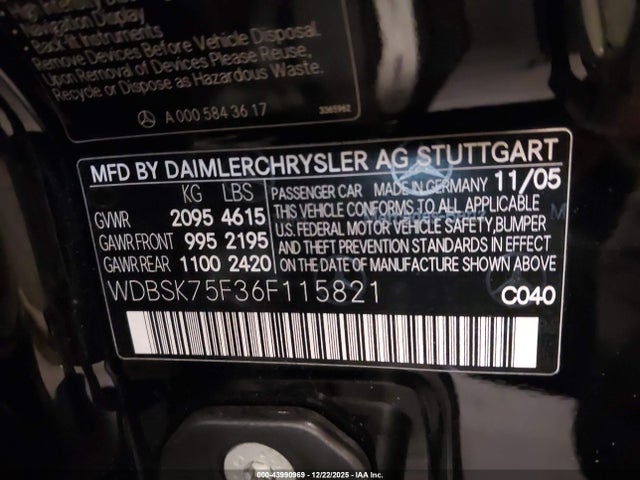 Navigation Display
Back-lit Instruments
Remove Devices Before Vehicle Disposal.
Upon Removal of Devices Please Reuse,
Recycle or Dispose as Hazardous Waste.
A 000 584 36 17
3365962
MFD BY DAIMLERCHRYSLER AG STUTTGART
KG LBS PASSENGER CAR MADE IN GERMANY 11/05
GVWR 2095 4615 THIS VEHICLE CONFORMS TO ALL APPLICABLE
U.S. FEDERAL MOTOR VEHICLE SAFETY, BUMPER
GAWR FRONT 995 2195 AND THEFT PREVENTION STANDARDS IN EFFECT
GAWR REAR 1100 2420 ON THE DATE OF MANUFACTURE SHOWN ABOVE
WDBSK75F36F115821 C040
000-43990969 - 12/22/2025 - IAA Inc.